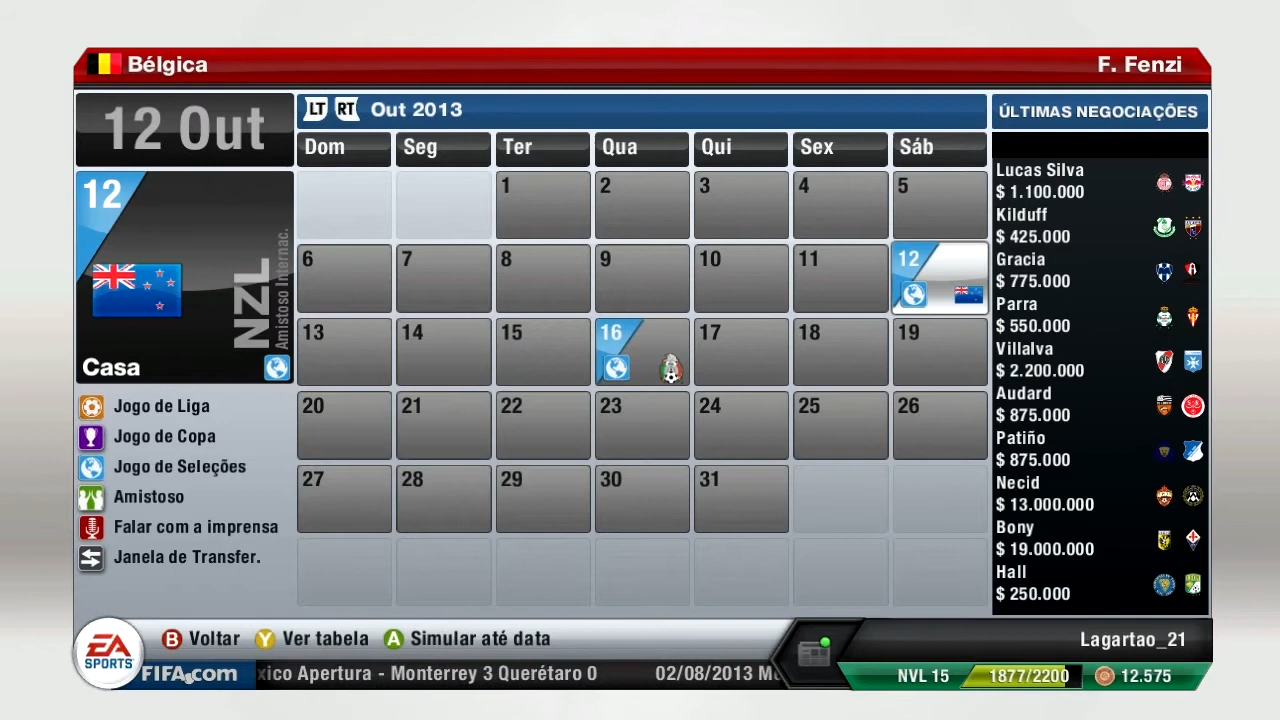 Bélgica
F. Fenzi
12 Out
LT RT Out 2013
ÚLTIMAS NEGOCIAÇÕES
Dom Seg Ter Qua Qui Sex Sáb
12
NZL
Amistoso Internac.
Casa
1 2 3 4 5
6 7 8 9 10 11 12
13 14 15 16 17 18 19
20 21 22 23 24 25 26
27 28 29 30 31
Jogo de Liga
Jogo de Copa
Jogo de Seleções
Amistoso
Falar com a imprensa
Janela de Transfer.
Lucas Silva
$ 1.100.000
Kilduff
$ 425.000
Gracia
$ 775.000
Parra
$ 550.000
Villalva
$ 2.200.000
Audard
$ 875.000
Patiño
$ 875.000
Necid
$ 13.000.000
Bony
$ 19.000.000
Hall
$ 250.000
EA SPORTS
B Voltar Y Ver tabela A Simular até data
Lagartao_21
FIFA.com
xico Apertura - Monterrey 3 Querétaro 0 02/08/2013
NVL 15 1877/2200 12.575